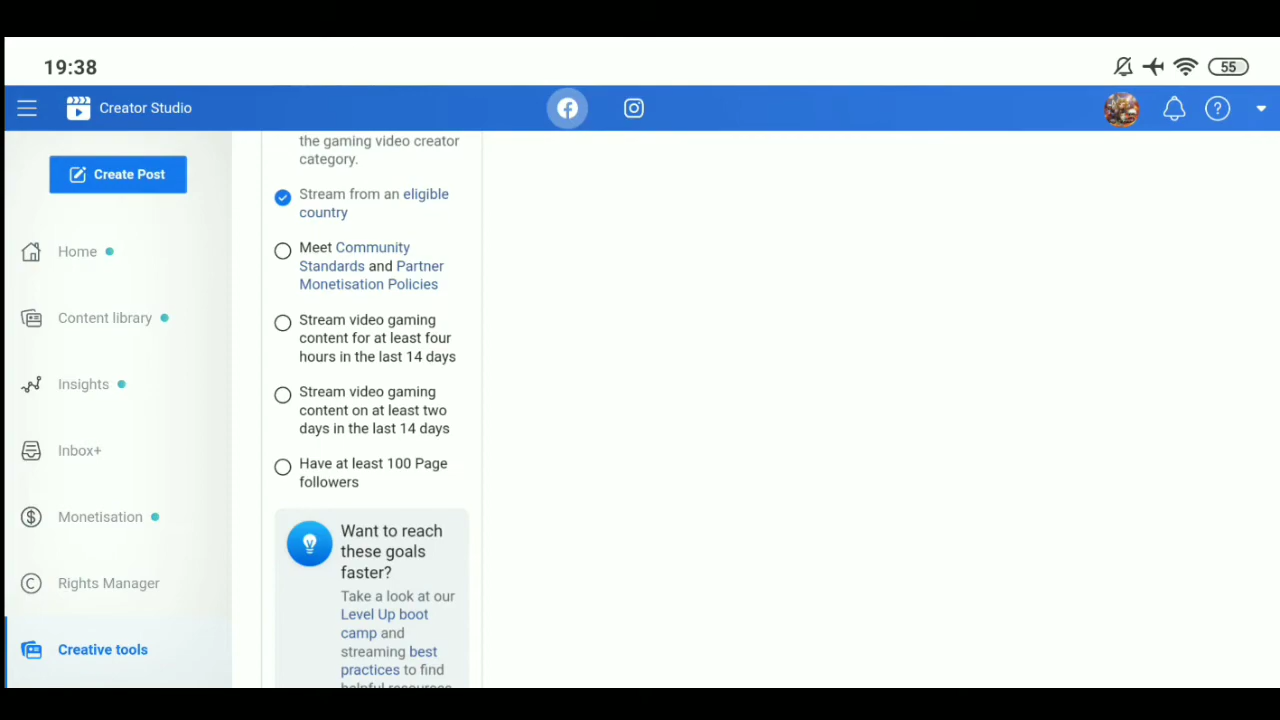 19:38
55
Creator Studio
Create Post
Home
Content library
Insights
Inbox+
Monetisation
Rights Manager
Creative tools
the gaming video creator
category.
Stream from an eligible
country
Meet Community
Standards and Partner
Monetisation Policies
Stream video gaming
content for at least four
hours in the last 14 days
Stream video gaming
content on at least two
days in the last 14 days
Have at least 100 Page
followers
Want to reach
these goals
faster?
Take a look at our
Level Up boot
camp and
streaming best
practices to find
helpful resources